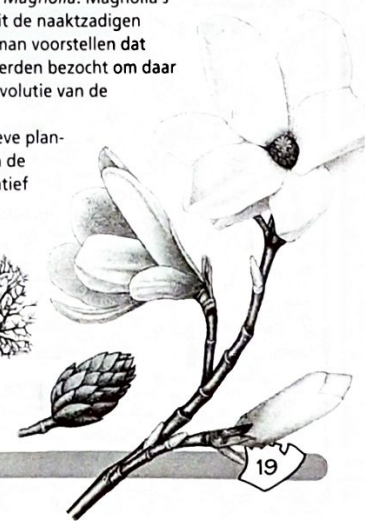 Magnolia. Magnolia's
it de naaktzadigen
nan voorstellen dat
erden bezocht om daar
volutie van de
eve plan-
de
tief
19